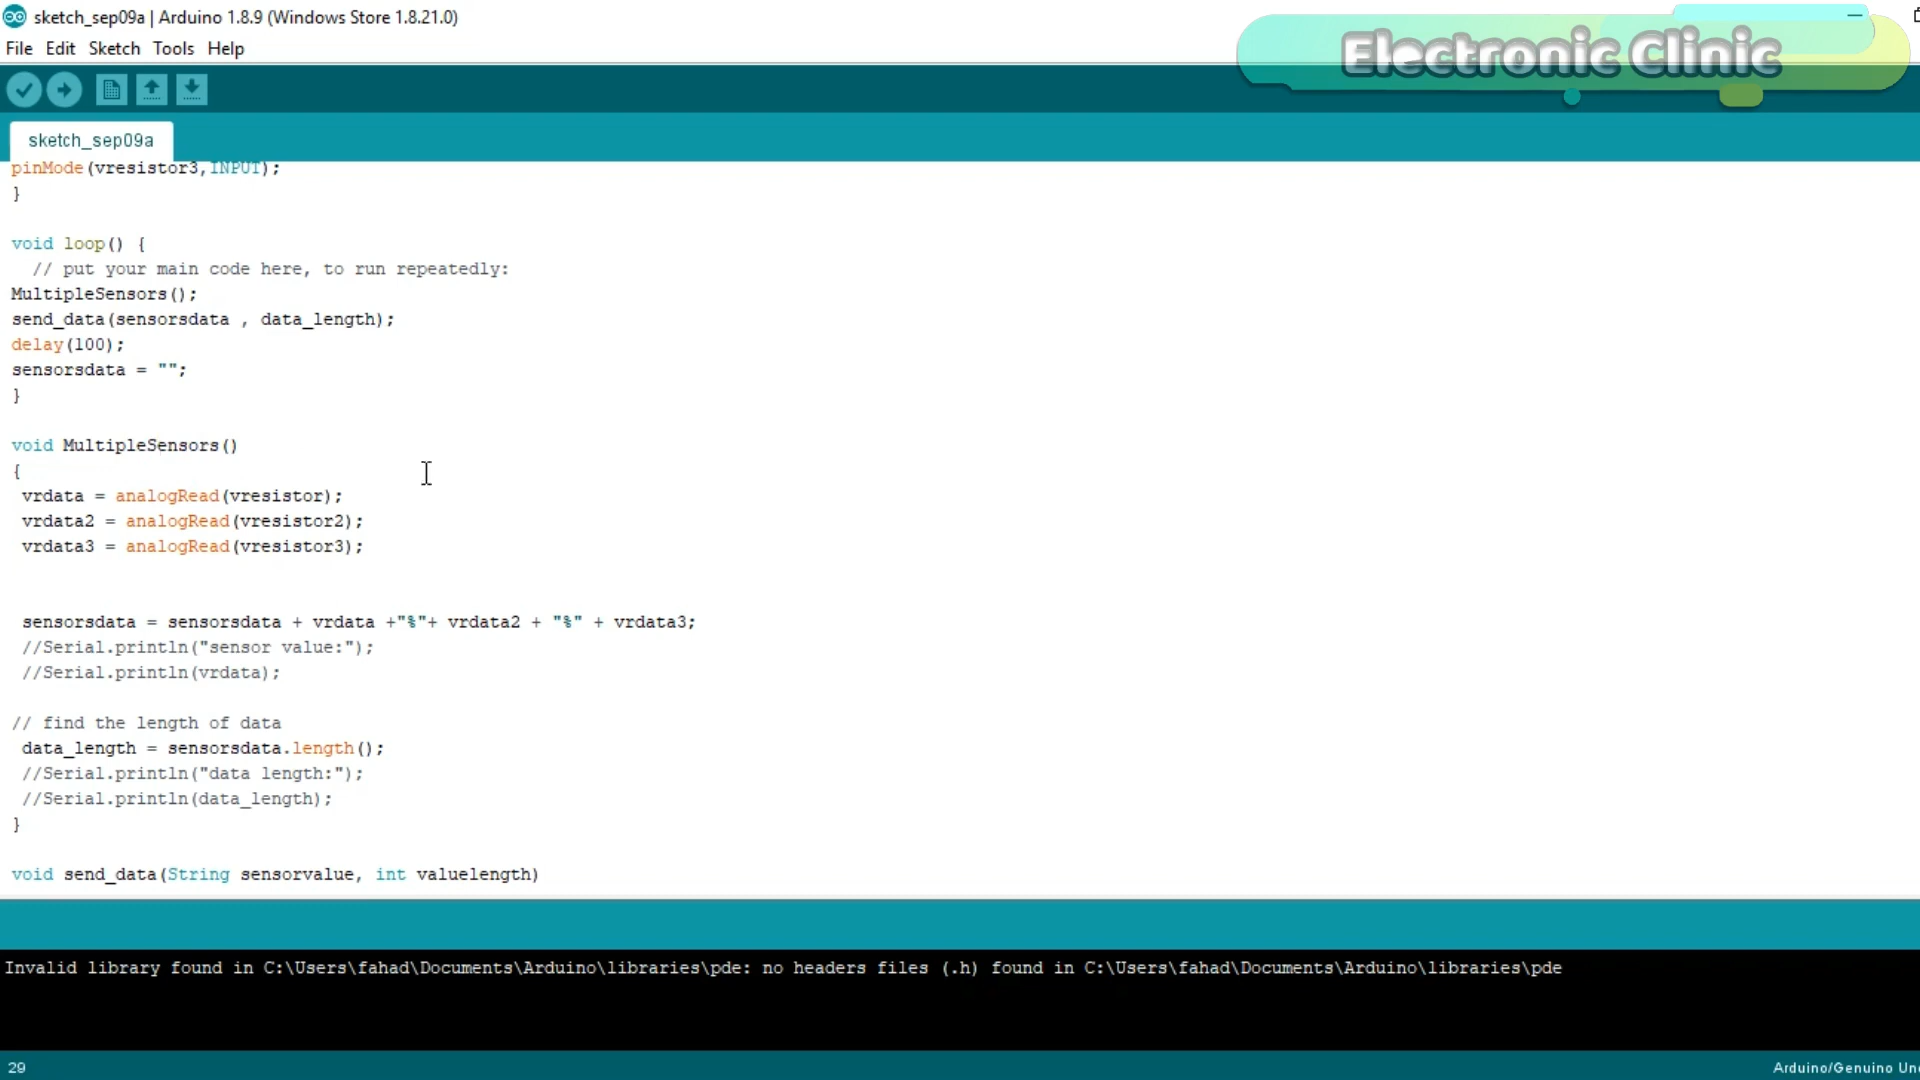 sketch_sep09a | Arduino 1.8.9 (Windows Store 1.8.21.0)
Electronic Clinic
File Edit Sketch Tools Help
sketch_sep09a
pinMode(vresistor3,INPUT);
}
void loop() {
// put your main code here, to run repeatedly:
MultipleSensors();
send_data(sensorsdata , data_length);
delay(100);
sensorsdata = "";
}
void MultipleSensors()
{
vrdata = analogRead(vresistor);
vrdata2 = analogRead(vresistor2);
vrdata3 = analogRead(vresistor3);
sensorsdata = sensorsdata + vrdata +"%"+ vrdata2 + "%" + vrdata3;
//Serial.println("sensor value:");
//Serial.println(vrdata);
// find the length of data
data_length = sensorsdata.length();
//Serial.println("data length:");
//Serial.println(data_length);
}
void send_data(String sensorvalue, int valuelength)
Invalid library found in C:\Users\fahad\Documents\Arduino\libraries\pde: no headers files (.h) found in C:\Users\fahad\Documents\Arduino\libraries\pde
29
Arduino/Genuino